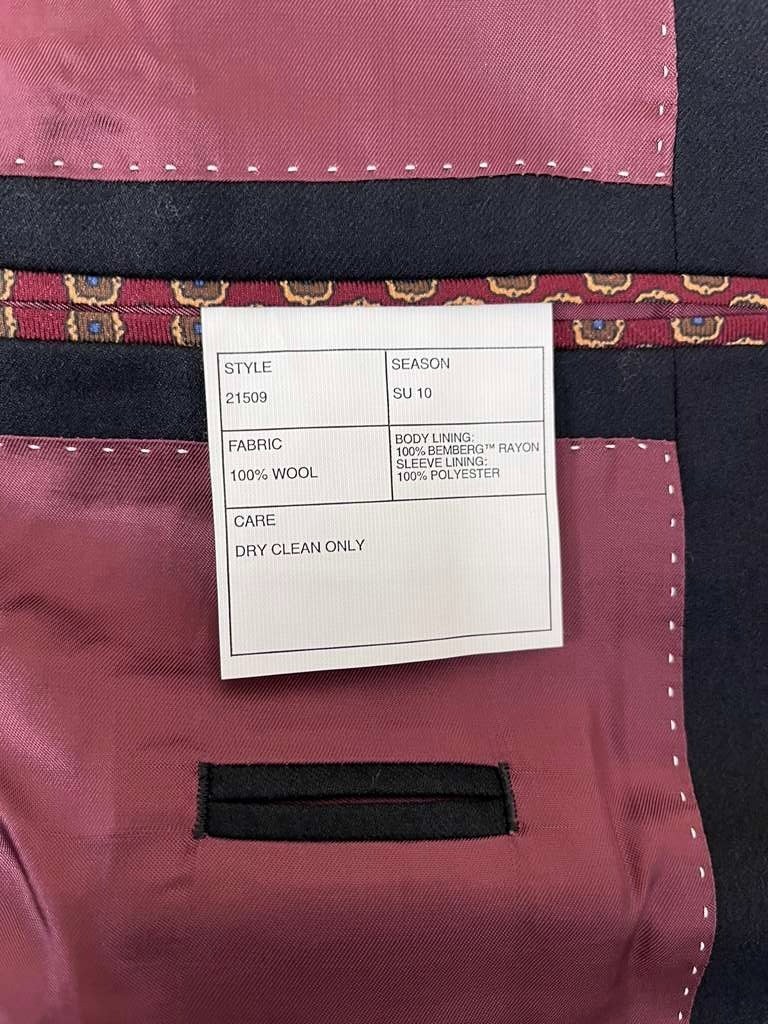 STYLE
21509
SEASON
SU 10
FABRIC
100% WOOL
BODY LINING:
100% BEMBERG™ RAYON
SLEEVE LINING:
100% POLYESTER
CARE
DRY CLEAN ONLY